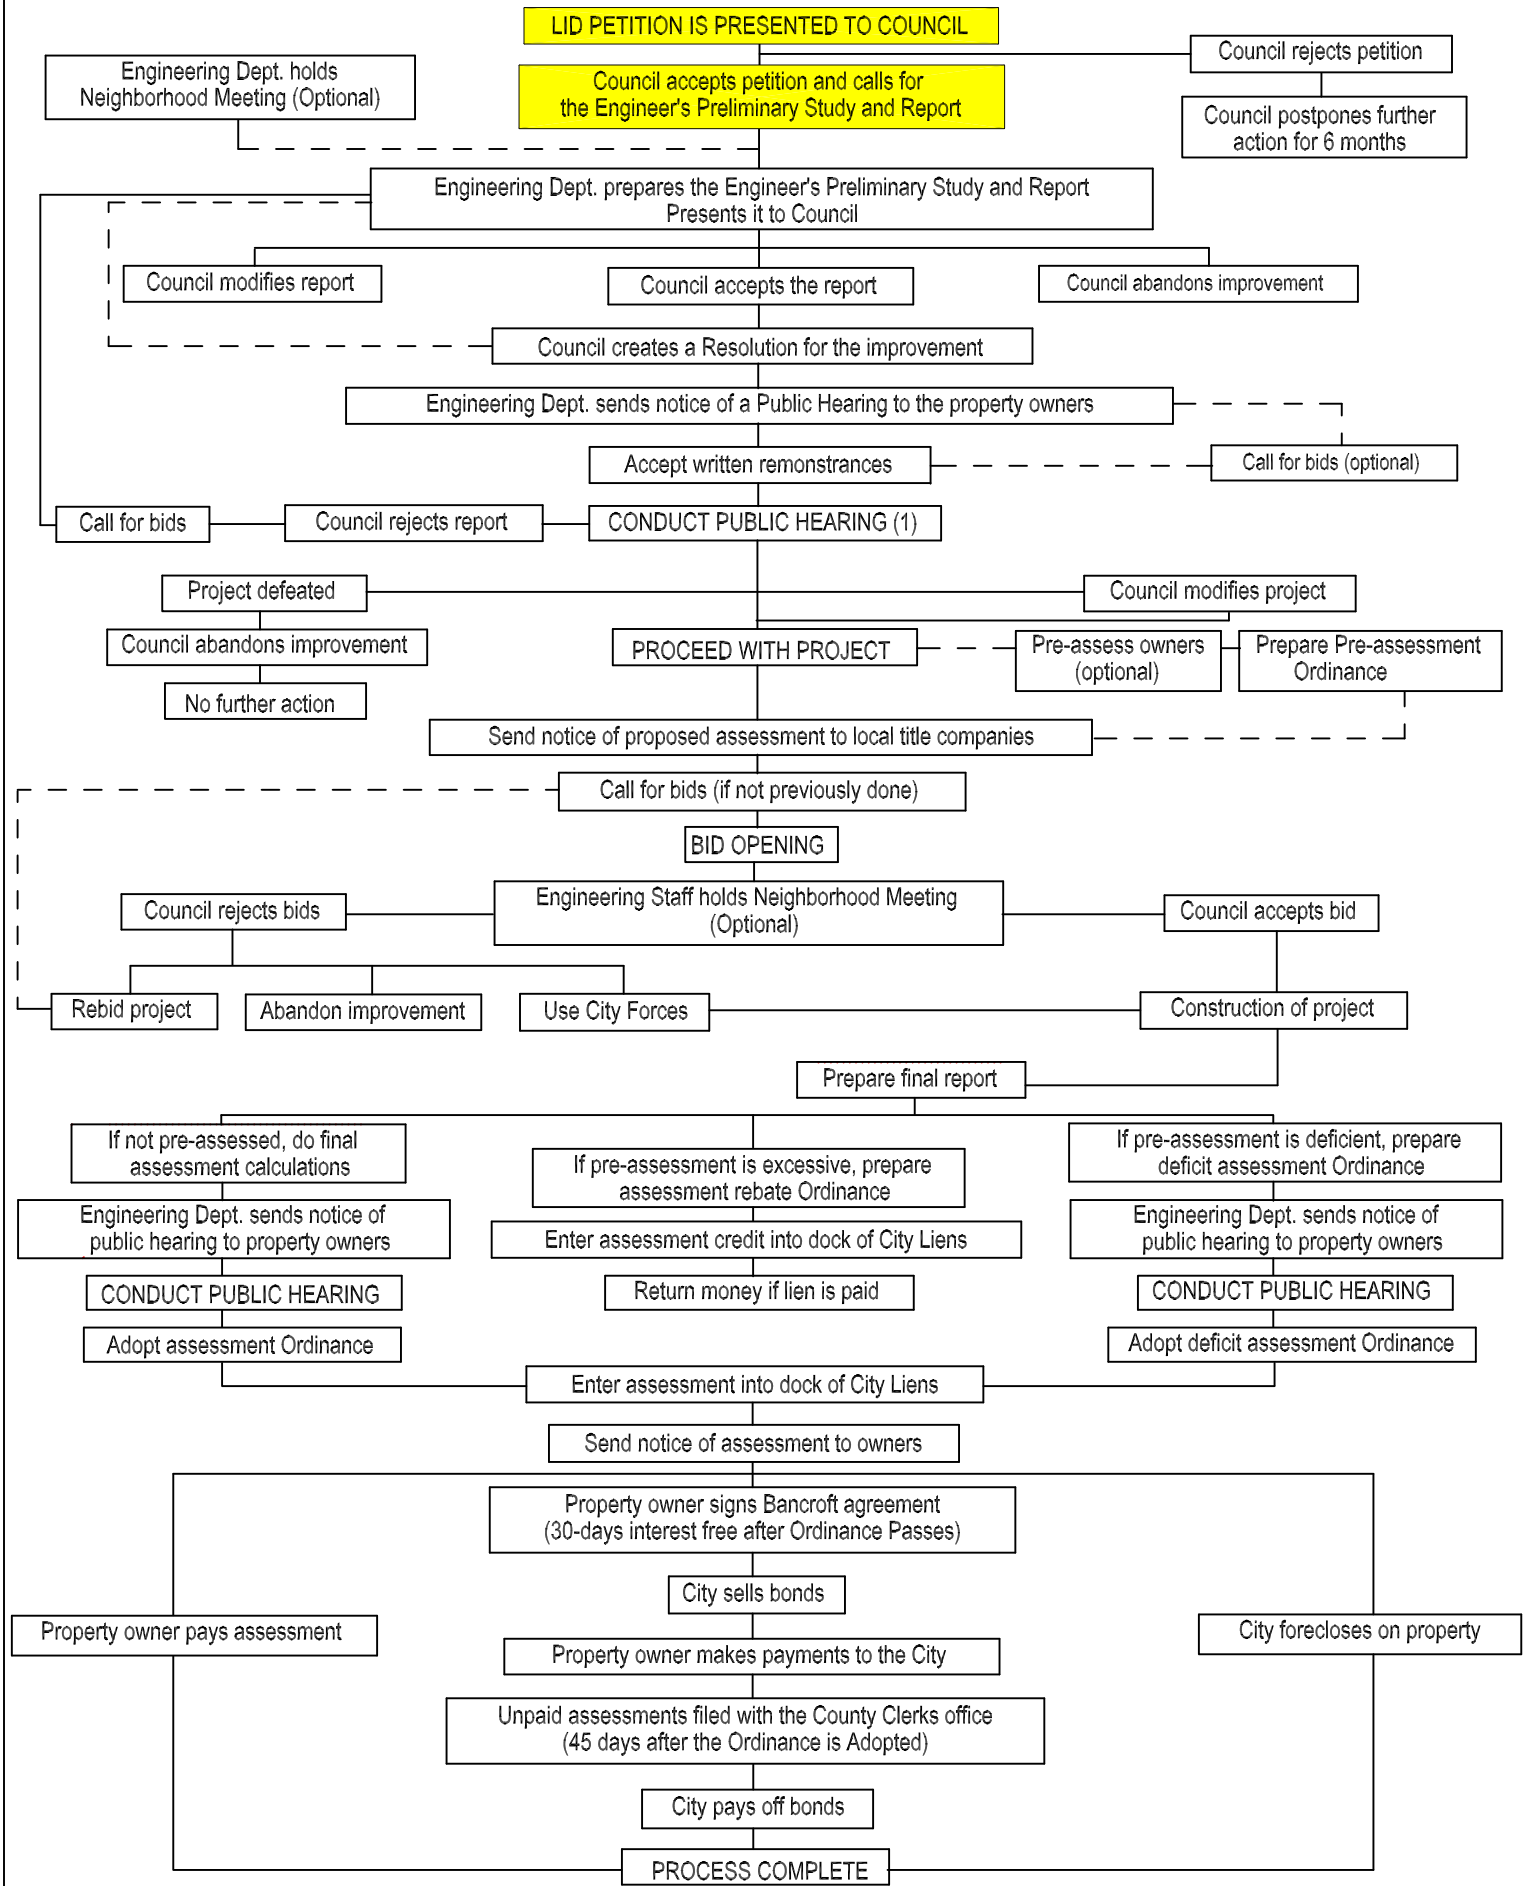 LID PETITION IS PRESENTED TO COUNCIL
Council rejects petition
Engineering Dept. holds
Neighborhood Meeting (Optional)
Council accepts petition and calls for
the Engineer's Preliminary Study and Report
Council postpones further
action for 6 months
Engineering Dept. prepares the Engineer's Preliminary Study and Report
Presents it to Council
Council modifies report
Council accepts the report
Council abandons improvement
Council creates a Resolution for the improvement
Engineering Dept. sends notice of a Public Hearing to the property owners
Accept written remonstrances
Call for bids (optional)
Call for bids
Council rejects report
CONDUCT PUBLIC HEARING (1)
Project defeated
Council modifies project
Council abandons improvement
PROCEED WITH PROJECT
Pre-assess owners
(optional)
Prepare Pre-assessment
Ordinance
No further action
Send notice of proposed assessment to local title companies
Call for bids (if not previously done)
BID OPENING
Council rejects bids
Engineering Staff holds Neighborhood Meeting
(Optional)
Council accepts bid
Rebid project
Abandon improvement
Use City Forces
Construction of project
Prepare final report
If not pre-assessed, do final
assessment calculations
If pre-assessment is excessive, prepare
assessment rebate Ordinance
If pre-assessment is deficient, prepare
deficit assessment Ordinance
Engineering Dept. sends notice of
public hearing to property owners
Enter assessment credit into dock of City Liens
Engineering Dept. sends notice of
public hearing to property owners
CONDUCT PUBLIC HEARING
Return money if lien is paid
CONDUCT PUBLIC HEARING
Adopt assessment Ordinance
Adopt deficit assessment Ordinance
Enter assessment into dock of City Liens
Send notice of assessment to owners
Property owner signs Bancroft agreement
(30-days interest free after Ordinance Passes)
City sells bonds
Property owner pays assessment
City forecloses on property
Property owner makes payments to the City
Unpaid assessments filed with the County Clerks office
(45 days after the Ordinance is Adopted)
City pays off bonds
PROCESS COMPLETE